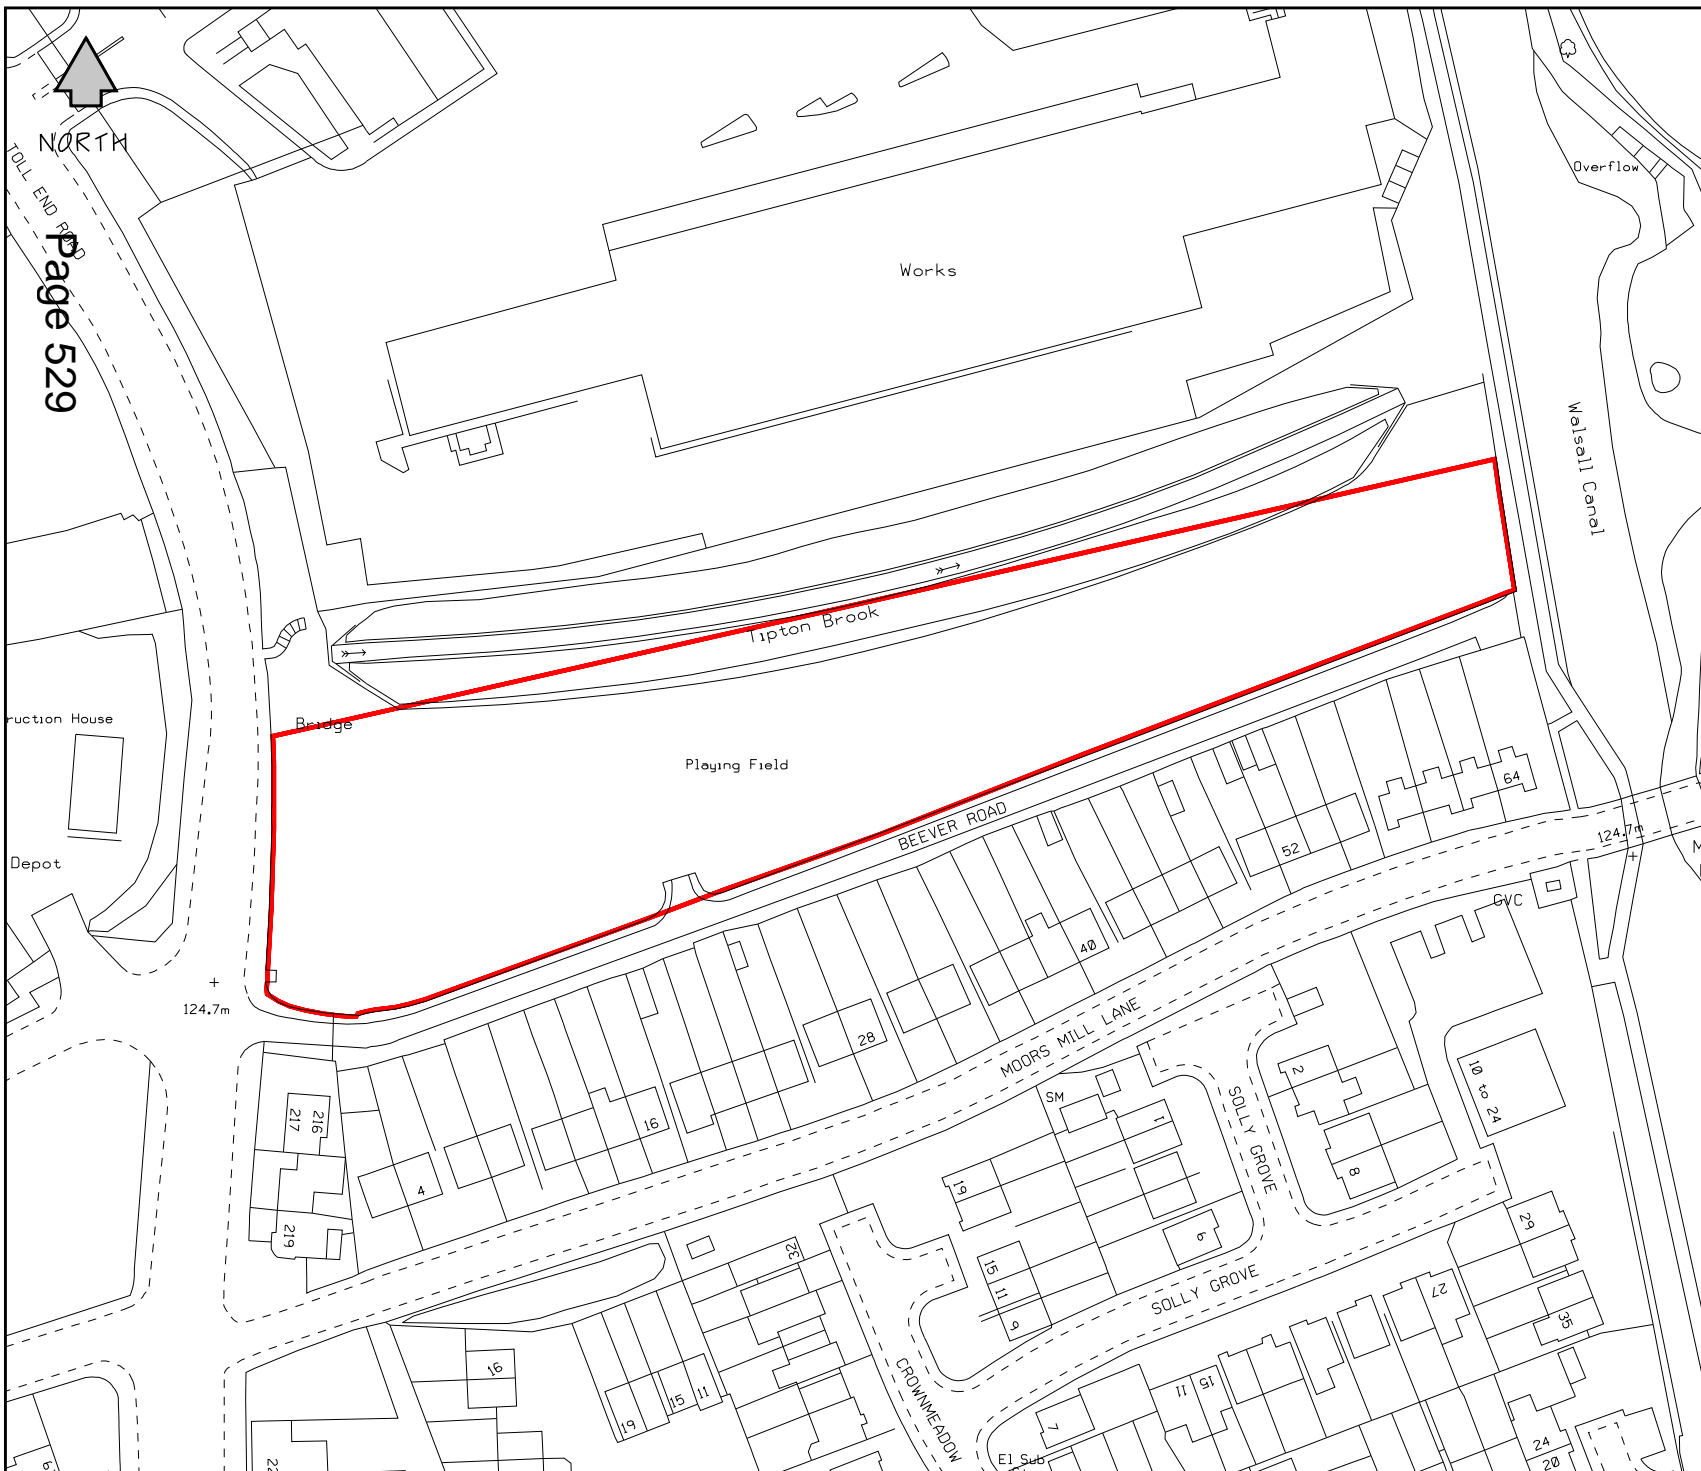 NORTH
TOLL END ROAD
Page 529
Overflow
Works
Walsall Canal
Tipton Brook
Bridge
ruction House
Playing Field
Depot
BEEVER ROAD
64
52
124.7m
GVC
40
124.7m
28
MOORS MILL LANE
16
4
217
216
219
SM
1
2
10 to 24
SOLLY GROVE
8
19
6
29
15
11
9
SOLLY GROVE
32
27
35
16
19
15
11
CROWNMEADOW
7
11
15
El Sub
24
20